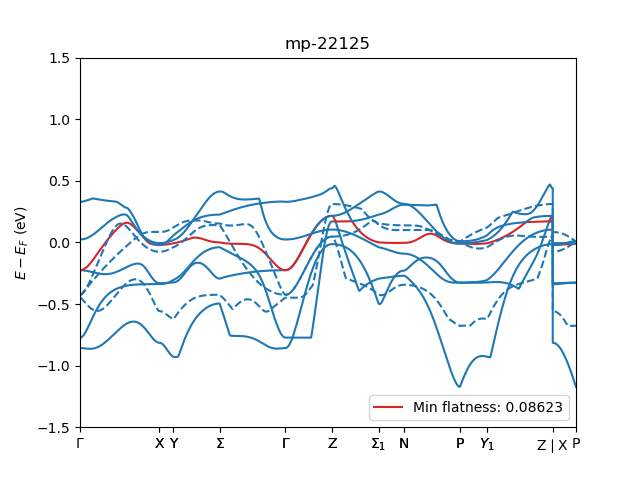 mp-22125
E − E_F (eV)
1.5
1.0
0.5
0.0
−0.5
−1.0
−1.5
Min flatness: 0.08623
Γ X Y Σ Γ Z Σ₁ N P Y₁ Z | X P